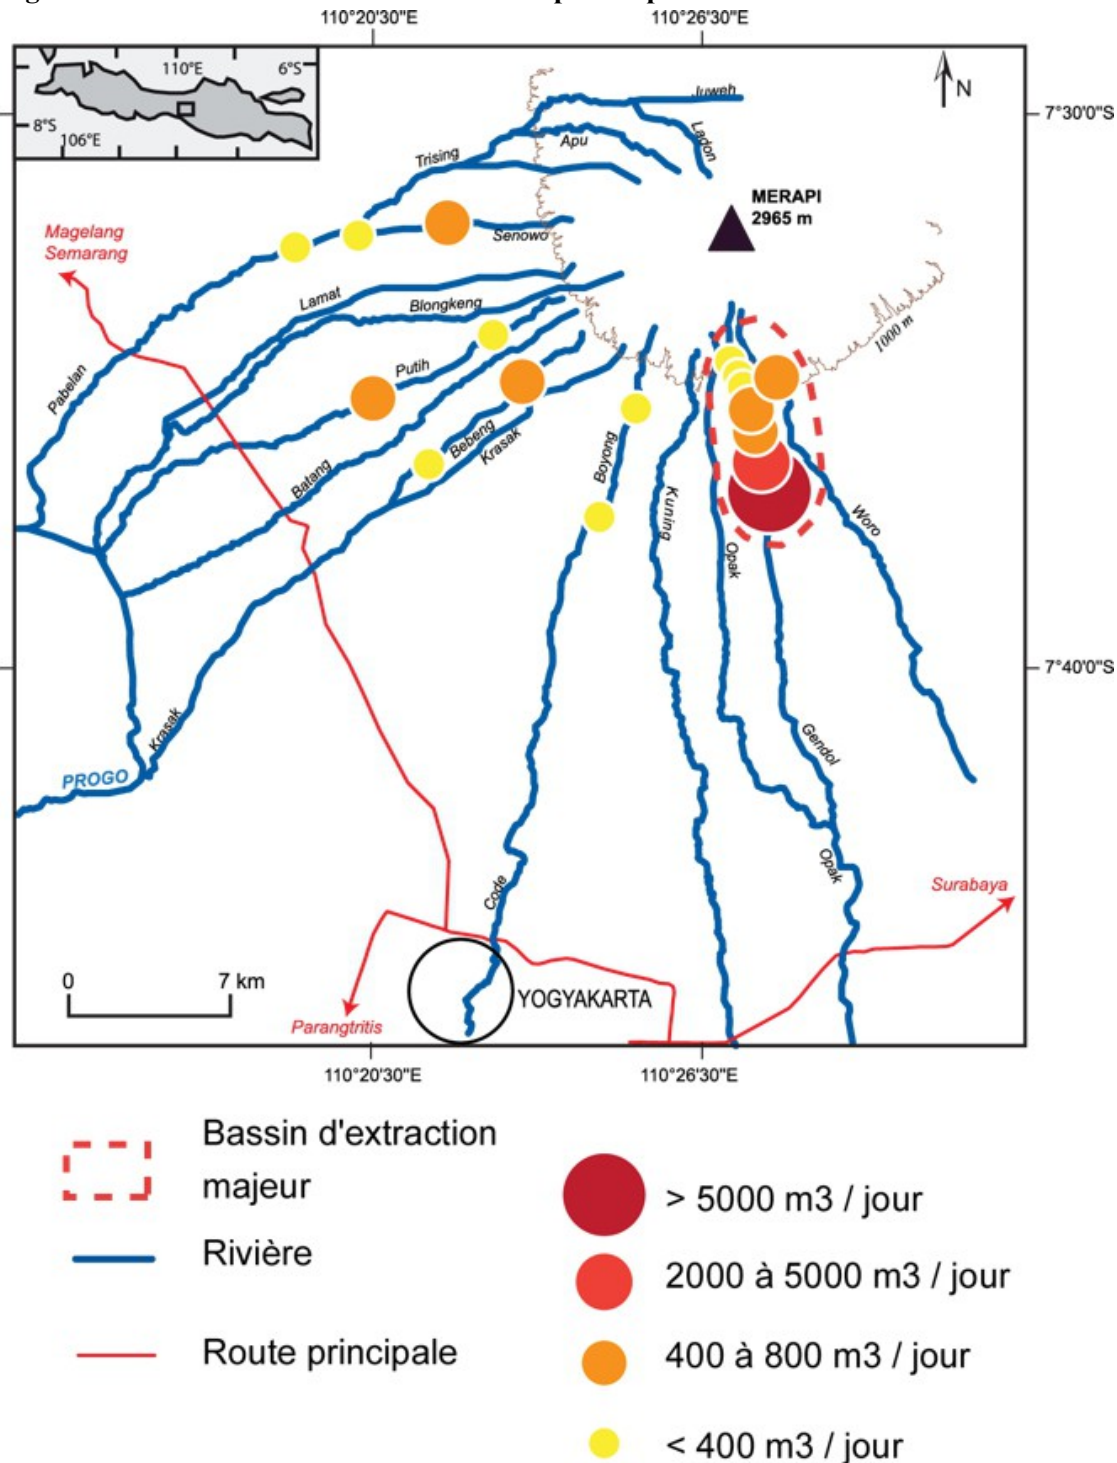 110°20'30"E
110°26'30"E
110°E
6°S
8°S
106°E
N
7°30'0"S
Juweh
Ladon
Apu
Trising
MERAPI
2965 m
Senowo
Magelang
Semarang
Lamat
Blongkeng
1000 m
Pabelan
Putih
Bebeng
Krasak
Batang
Boyong
Kuning
Opak
Woro
7°40'0"S
Krasak
Gendol
PROGO
Opak
Code
Surabaya
0
7 km
YOGYAKARTA
Parangtritis
110°20'30"E
110°26'30"E
Bassin d'extraction
majeur
Rivière
Route principale
> 5000 m3 / jour
2000 à 5000 m3 / jour
400 à 800 m3 / jour
< 400 m3 / jour